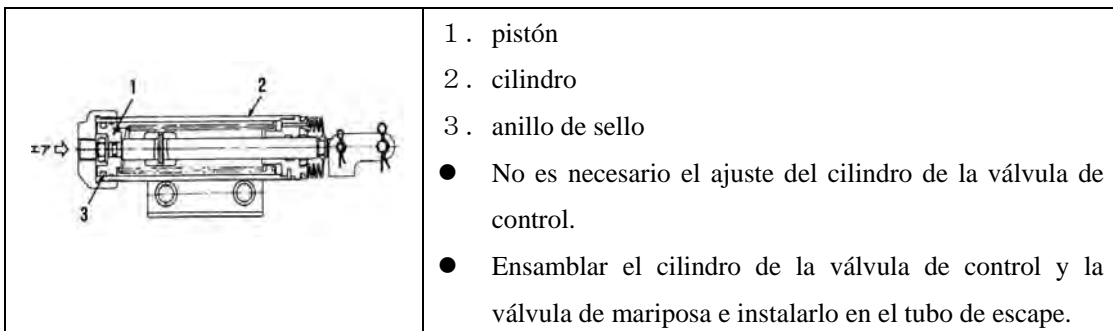 1
2
エア
3
１．pistón
２．cilindro
３．anillo de sello
● No es necesario el ajuste del cilindro de la válvula de
control.
● Ensamblar el cilindro de la válvula de control y la
válvula de mariposa e instalarlo en el tubo de escape.